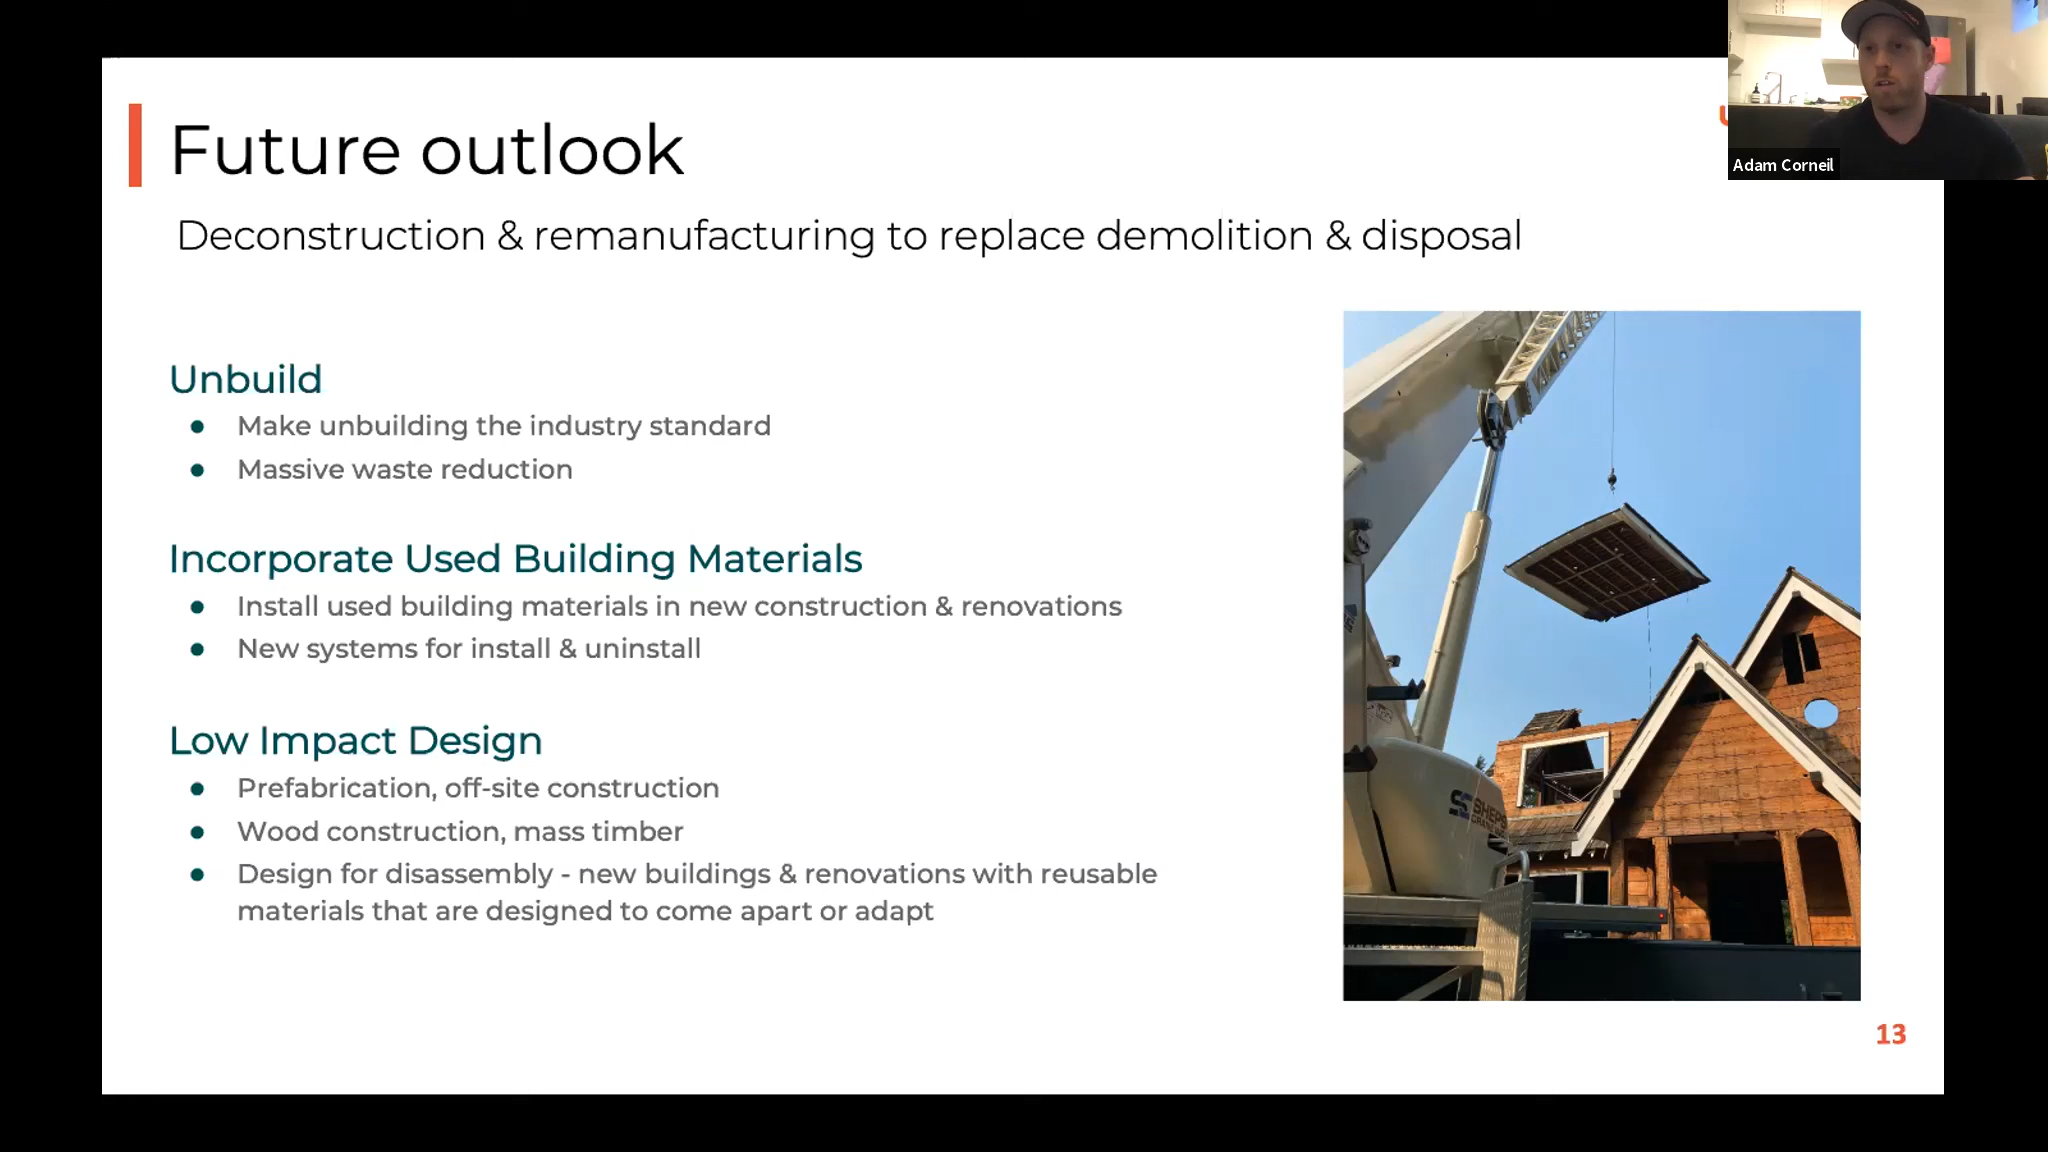 Future outlook
Adam Corneil
Deconstruction & remanufacturing to replace demolition & disposal
Unbuild
● Make unbuilding the industry standard
● Massive waste reduction
Incorporate Used Building Materials
● Install used building materials in new construction & renovations
● New systems for install & uninstall
Low Impact Design
● Prefabrication, off-site construction
● Wood construction, mass timber
● Design for disassembly - new buildings & renovations with reusable
materials that are designed to come apart or adapt
13